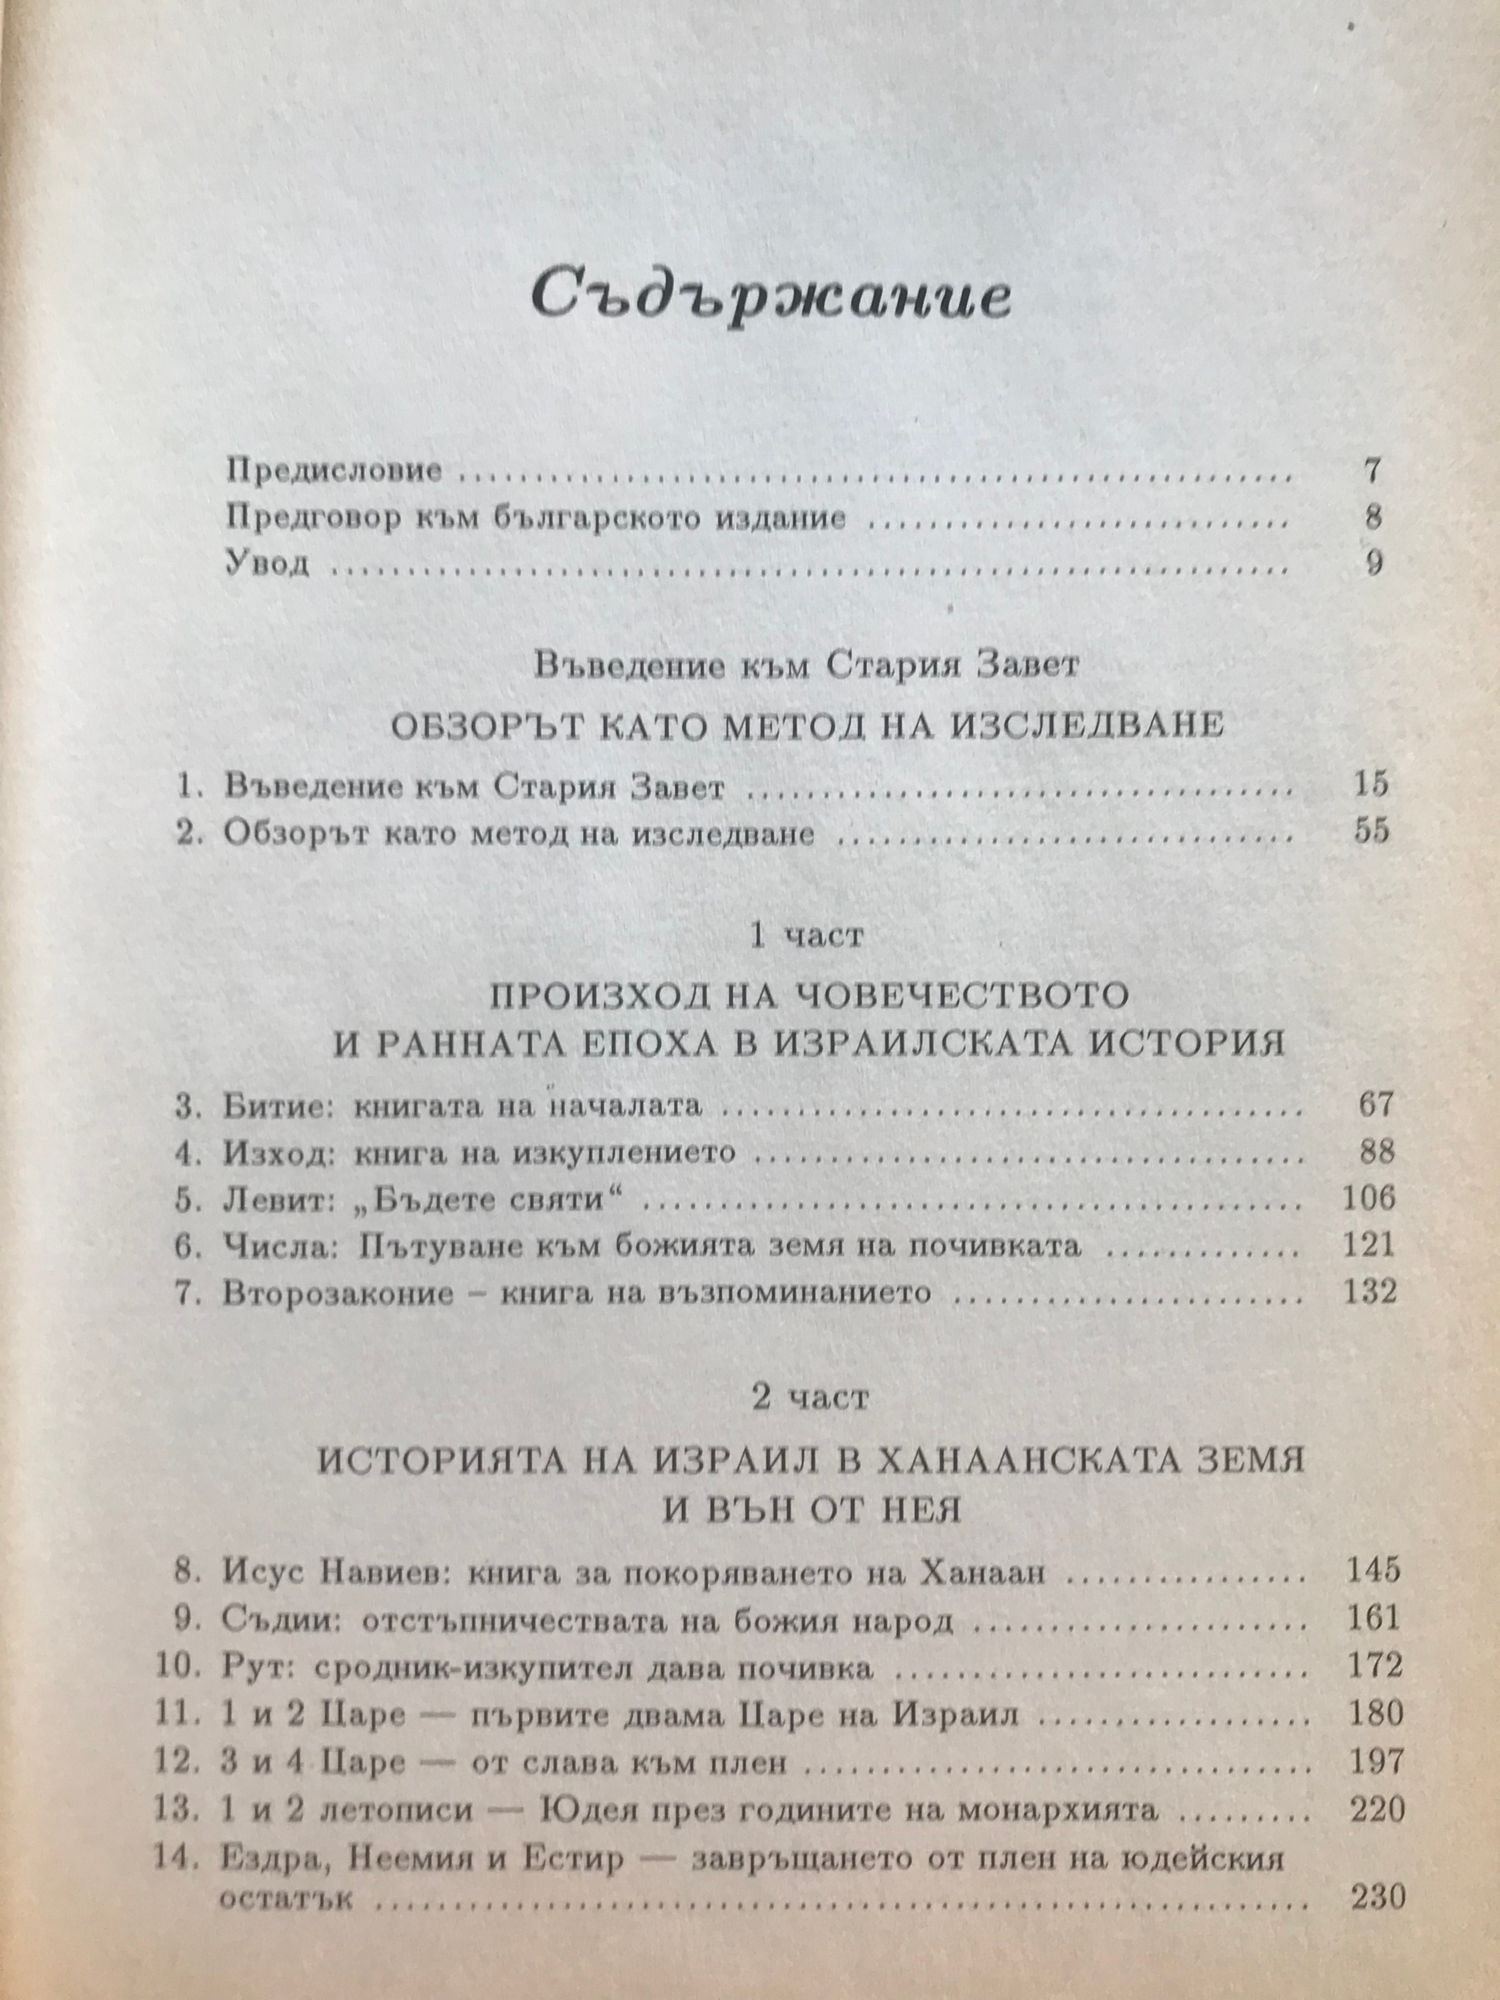 Съдържание
Предисловие ........................................ 7
Предговор към българското издание ........................................ 8
Увод ........................................ 9
Въведение към Стария Завет
ОБЗОРЪТ КАТО МЕТОД НА ИЗСЛЕДВАНЕ
1. Въведение към Стария Завет ........................................ 15
2. Обзорът като метод на изследване ........................................ 55
1 част
ПРОИЗХОД НА ЧОВЕЧЕСТВОТО
И РАННАТА ЕПОХА В ИЗРАИЛСКАТА ИСТОРИЯ
3. Битие: книгата на началата ........................................ 67
4. Изход: книга на изкуплението ........................................ 88
5. Левит: „Бъдете святи“ ........................................ 106
6. Числа: Пътуване към божията земя на почивката ............. 121
7. Второзаконие – книга на възпоминанието ....................... 132
2 част
ИСТОРИЯТА НА ИЗРАИЛ В ХАНААНСКАТА ЗЕМЯ
И ВЪН ОТ НЕЯ
8. Исус Навиев: книга за покоряването на Ханаан ................ 145
9. Съдии: отстъпничествата на божия народ ...................... 161
10. Рут: сродник-изкупител дава почивка ........................... 172
11. 1 и 2 Царе — първите двама Царе на Израил .................. 180
12. 3 и 4 Царе — от слава към плен ................................. 197
13. 1 и 2 летописи — Юдея през годините на монархията ......... 220
14. Ездра, Неемия и Естир — завръщането от плен на юдейския
остатък ............................................................ 230